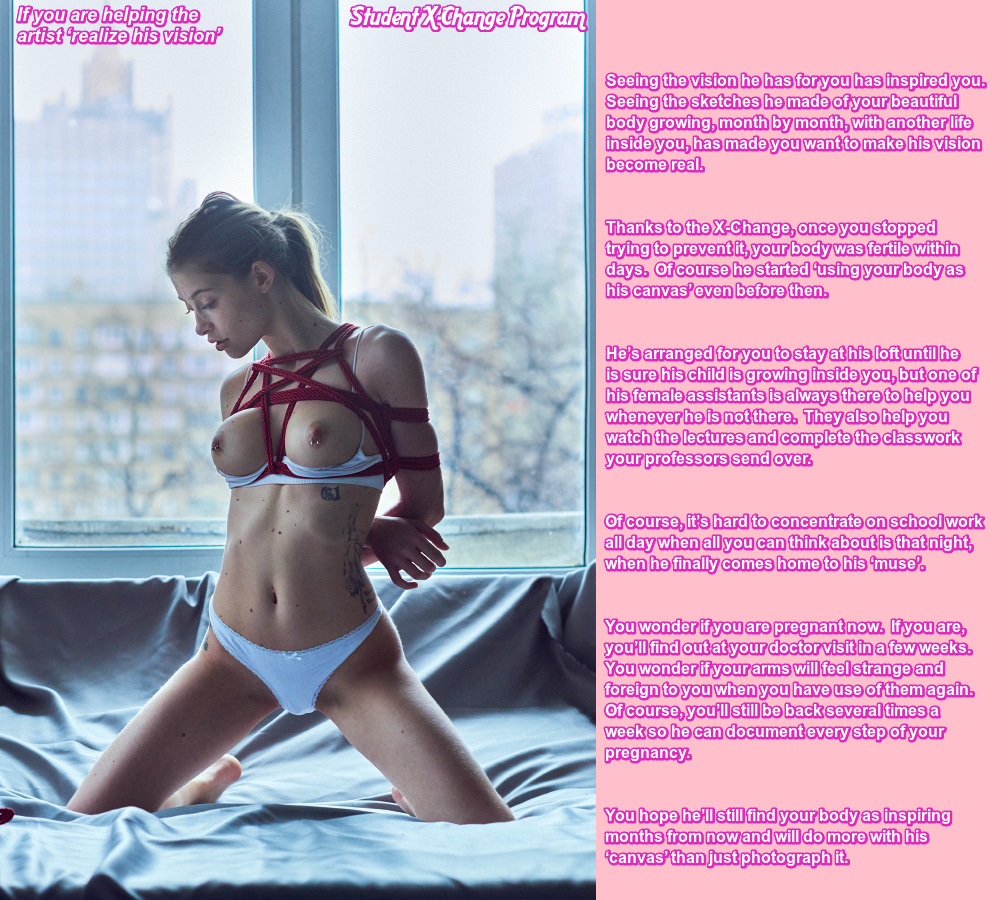 If you are helping the
artist ‘realize his vision’
Student X-Change Program
Seeing the vision he has for you has inspired you.
Seeing the sketches he made of your beautiful
body growing, month by month, with another life
inside you, has made you want to make his vision
become real.
Thanks to the X-Change, once you stopped
trying to prevent it, your body was fertile within
days.  Of course he started ‘using your body as
his canvas’ even before then.
He’s arranged for you to stay at his loft until he
is sure his child is growing inside you, but one of
his female assistants is always there to help you
whenever he is not there.  They also help you
watch the lectures and complete the classwork
your professors send over.
Of course, it’s hard to concentrate on school work
all day when all you can think about is that night,
when he finally comes home to his ‘muse’.
You wonder if you are pregnant now.  If you are,
you’ll find out at your doctor visit in a few weeks.
You wonder if your arms will feel strange and
foreign to you when you have use of them again.
Of course, you’ll still be back several times a
week so he can document every step of your
pregnancy.
You hope he’ll still find your body as inspiring
months from now and will do more with his
‘canvas’ than just photograph it.